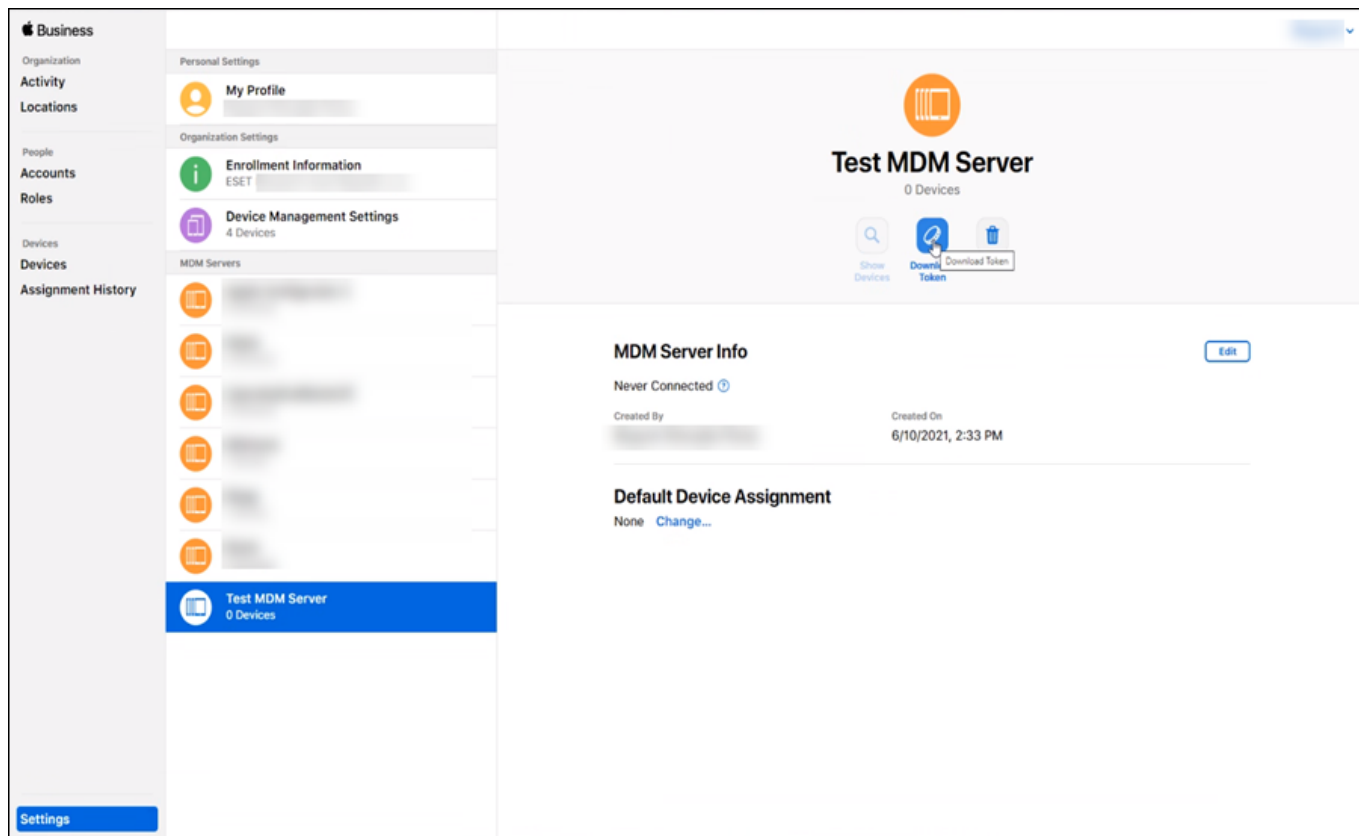 Business
Organization
Activity
Locations
People
Accounts
Roles
Devices
Devices
Assignment History
Settings
Personal Settings
My Profile
Organization Settings
Enrollment Information
ESET
Device Management Settings
4 Devices
MDM Servers
Test MDM Server
0 Devices
Test MDM Server
0 Devices
Show
Devices
Token
Download Token
MDM Server Info
Edit
Never Connected
Created By
Created On
6/10/2021, 2:33 PM
Default Device Assignment
None Change...